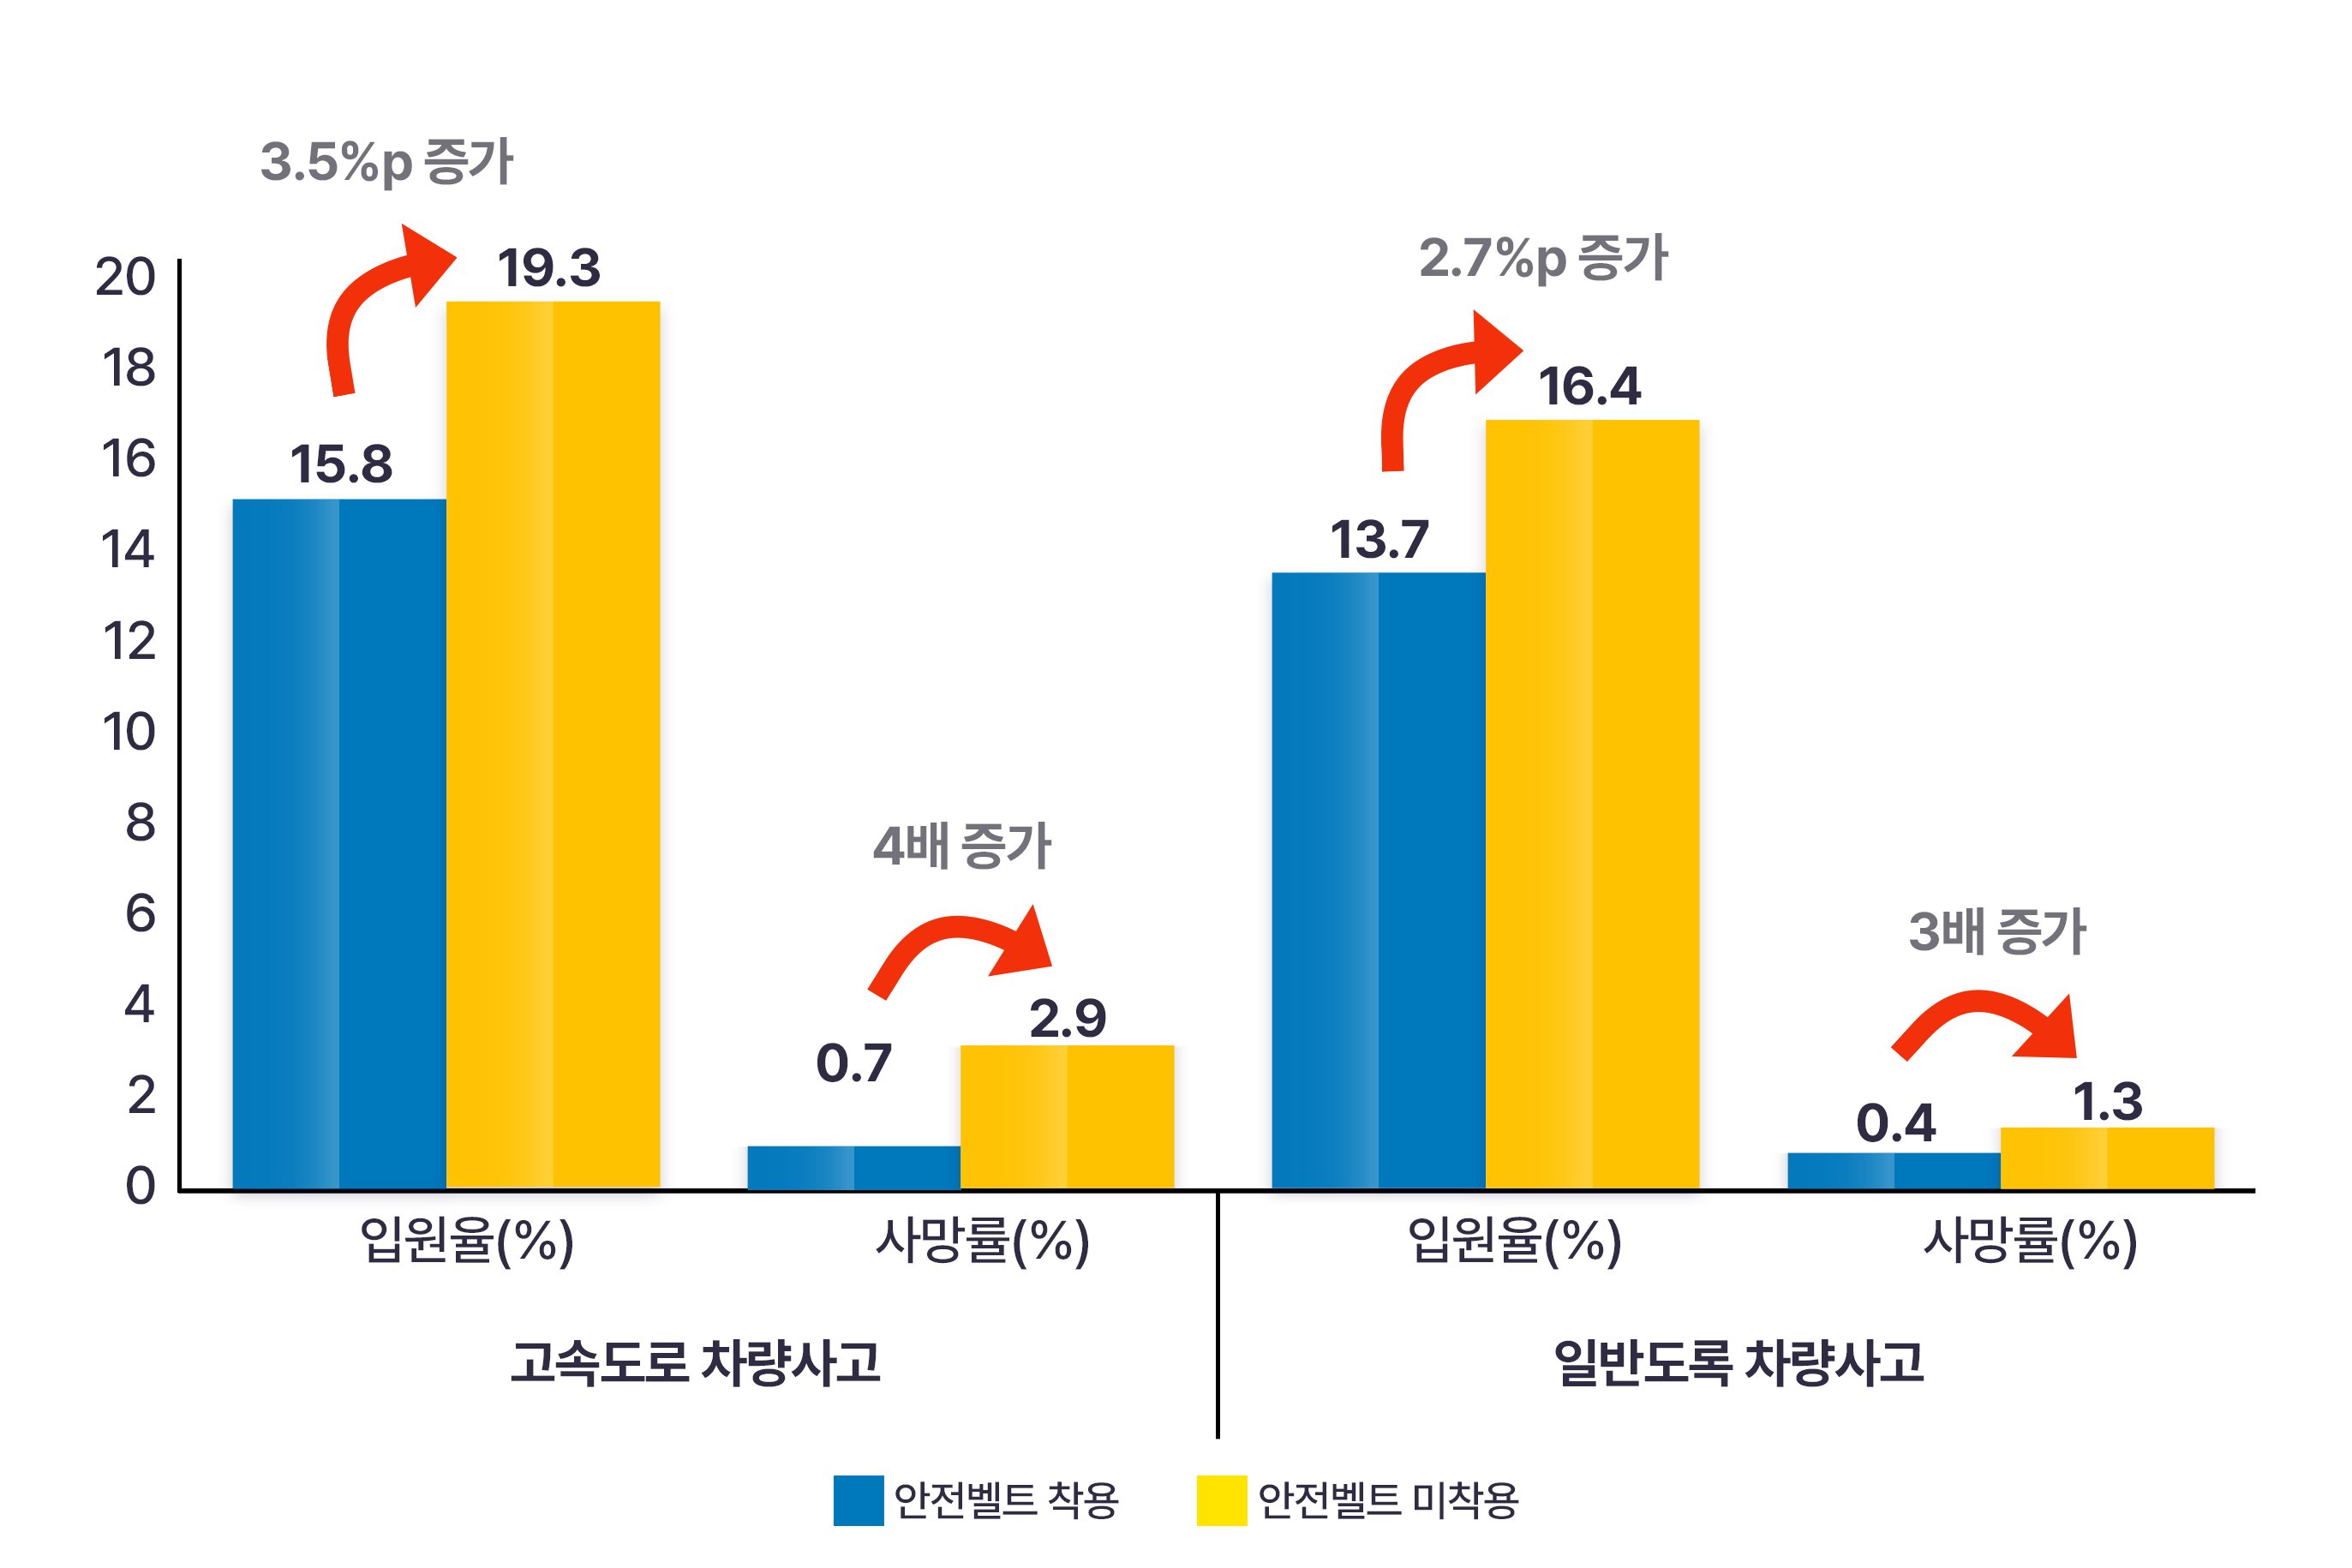 3.5%p 증가
2.7%p 증가
20
18
16
14
12
10
8
6
4
2
0
15.8
19.3
4배 증가
0.7
2.9
13.7
16.4
3배 증가
0.4
1.3
입원율(%)
사망률(%)
입원율(%)
사망률(%)
고속도로 차량사고
일반도록 차량사고
안전벨트 착용
안전벨트 미착용